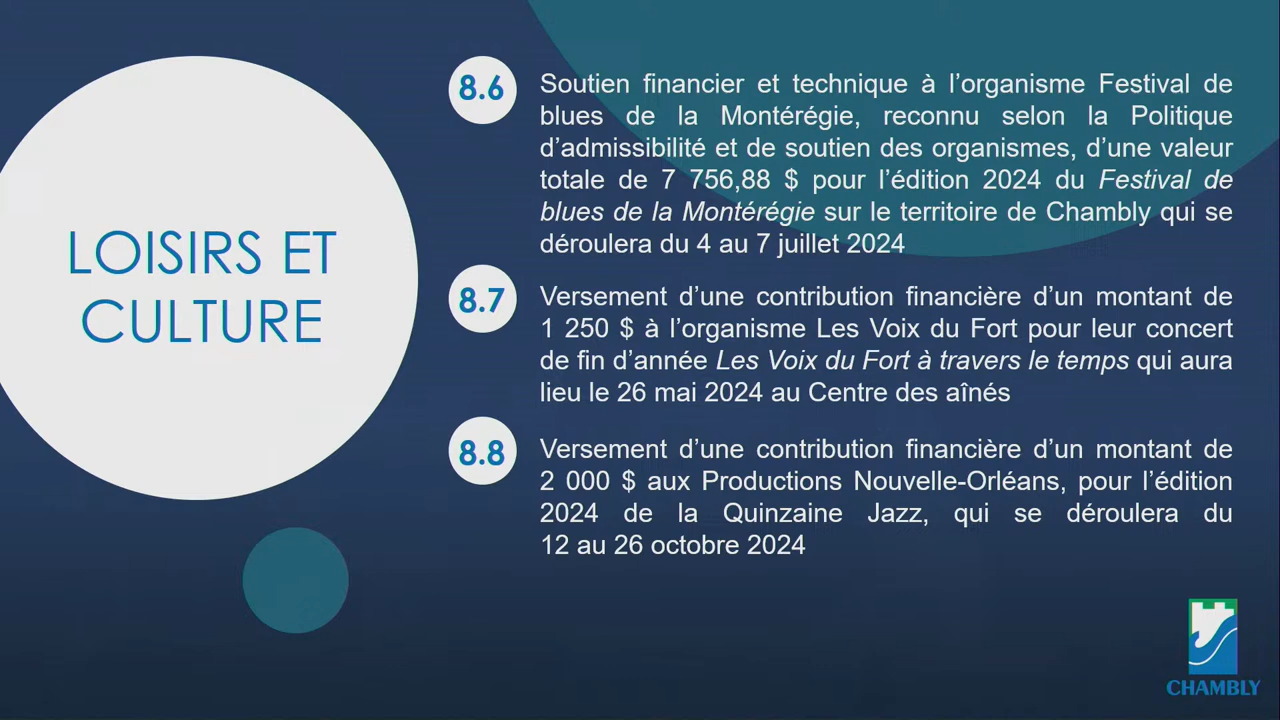 LOISIRS ET
CULTURE
8.6
Soutien financier et technique à l’organisme Festival de
blues de la Montérégie, reconnu selon la Politique
d’admissibilité et de soutien des organismes, d’une valeur
totale de 7 756,88 $ pour l’édition 2024 du Festival de
blues de la Montérégie sur le territoire de Chambly qui se
déroulera du 4 au 7 juillet 2024
8.7
Versement d’une contribution financière d’un montant de
1 250 $ à l’organisme Les Voix du Fort pour leur concert
de fin d’année Les Voix du Fort à travers le temps qui aura
lieu le 26 mai 2024 au Centre des aînés
8.8
Versement d’une contribution financière d’un montant de
2 000 $ aux Productions Nouvelle-Orléans, pour l’édition
2024 de la Quinzaine Jazz, qui se déroulera du
12 au 26 octobre 2024
CHAMBLY